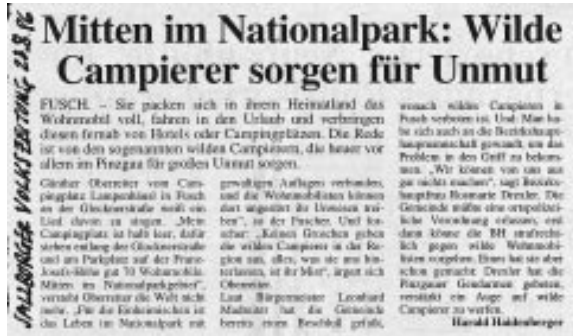 SALZBURGER VOLKSZEITUNG 23.8.96
Mitten im Nationalpark: Wilde
Campierer sorgen für Unmut
FUSCH. – Sie packen sich in ihrem Heimatland das
Wohnmobil voll, fahren in den Urlaub und verbringen
diesen fernab von Hotels oder Campingplätzen. Die Rede
ist von den sogenannten wilden Campierern, die heuer vor
allem im Pinzgau für großen Unmut sorgen.
Günther Oberreiter vom Cam-
pingplatz Lampenhäusl in Fusch
an der Glocknerstraße weiß ein
Lied davon zu singen. „Mein
Campingplatz ist halb leer, dafür
stehen entlang der Glocknerstraße
und am Parkplatz auf der Franz-
Josefs-Höhe gut 70 Wohnmobile.
Mitten im Nationalparkgebiet",
versteht Oberreiter die Welt nicht
mehr. „Für die Einheimischen ist
das Leben im Nationalpark mit
gewaltigen Auflagen verbunden,
und die Wohnmobilisten können
dort ungestört ihr Unwesen trei-
ben", so der Fuscher. Und
„Keinen Groschen geben
die wilden Campierer in der Re-
gion aus, alles, was sie uns hin-
terlassen, ist ihr Mist", ärgert sich
Oberreiter.
Laut Bürgermeister Leonhard
Madreiter hat die Gemeinde
bereits einen Beschluß gefaßt,
wonach wildes Campieren in
Fusch verboten ist. Und: Man ha-
be sich auch an die Bezirkshaupt-
mannschaft gewandt, um das
Problem in den Griff zu bekom-
men. „Wir können von uns aus
gar nichts machen", sagt Bezirks-
hauptfrau Rosmarie Drexler. Die
Gemeinde müßte eine ortspolizei-
liche Verordnung erlassen, erst
dann könne die BH strafrecht-
lich gegen wilde Wohnmobi-
listen vorgehen. Eines hat sie aber
schon gemacht: Drexler hat die
Pinzgauer Gendarmen gebeten,
verstärkt ein Auge auf wilde
Campierer zu werfen.
Harald Haidenberger